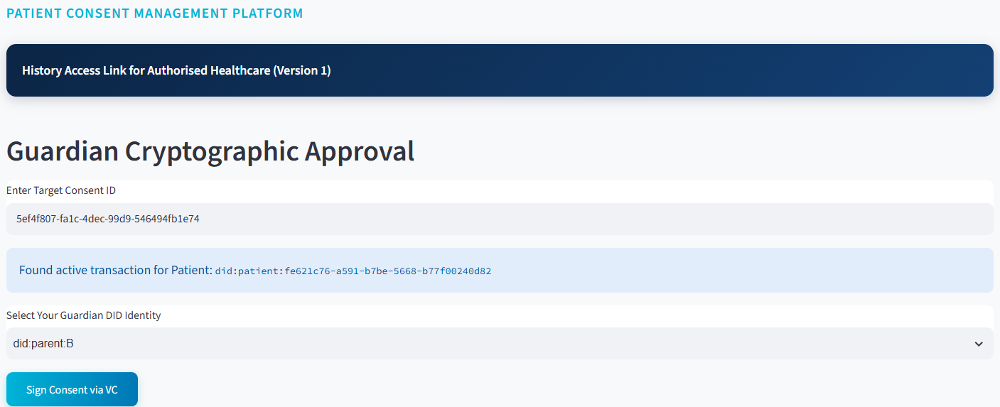 PATIENT CONSENT MANAGEMENT PLATFORM
History Access Link for Authorised Healthcare (Version 1)
Guardian Cryptographic Approval
Enter Target Consent ID
5ef4f807-fa1c-4dec-99d9-546494fb1e74
Found active transaction for Patient: did:patient:fe621c76-a591-b7be-5668-b77f00240d82
Select Your Guardian DID Identity
did:parent:B
Sign Consent via VC